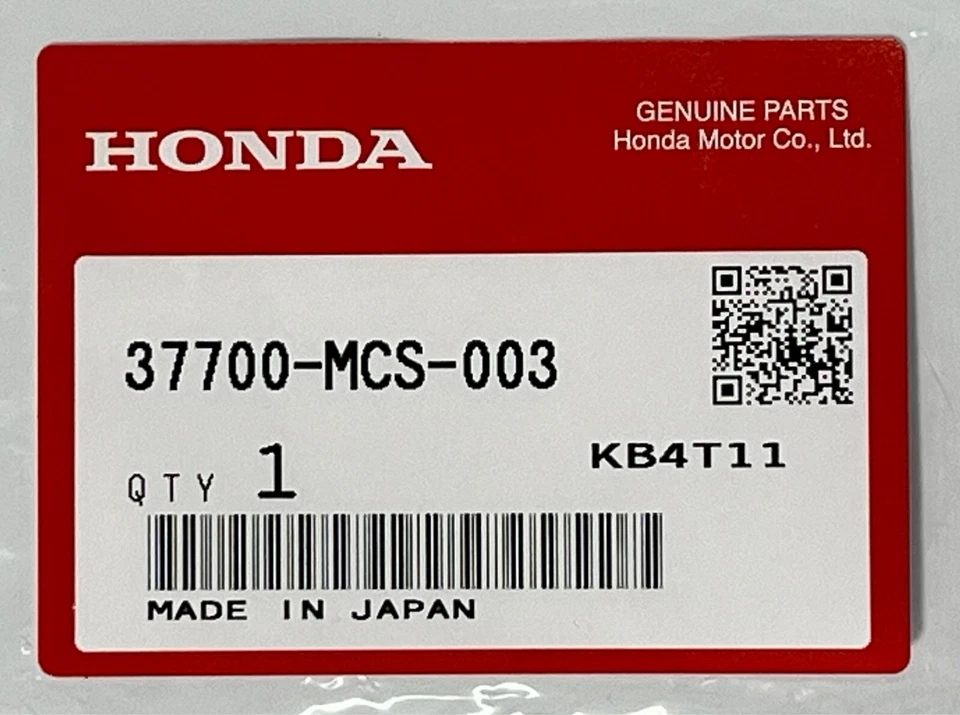 HONDA
GENUINE PARTS
Honda Motor Co., Ltd.
37700-MCS-003
KB4T11
QTY 1
MADE IN JAPAN